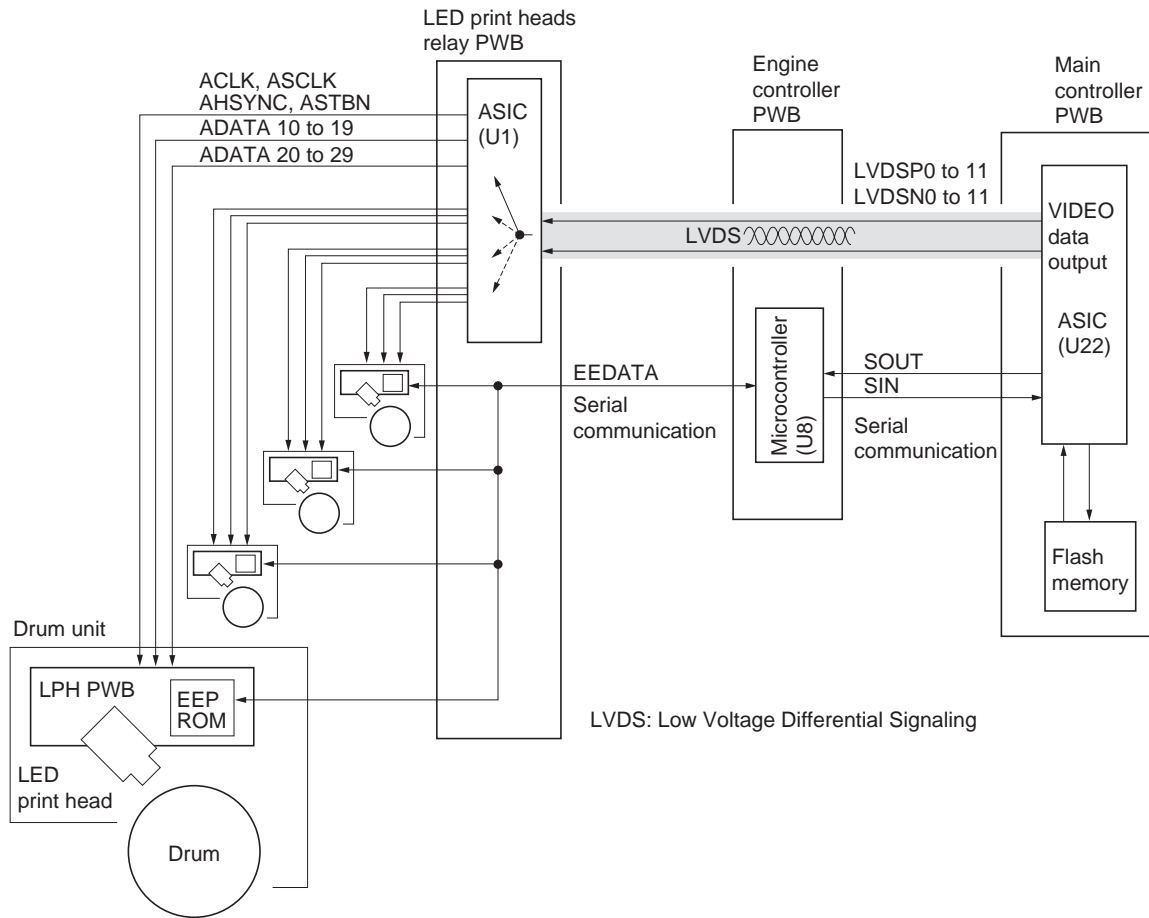 LED print heads
relay PWB
Engine
controller
PWB
Main
controller
PWB
ACLK, ASCLK
AHSYNC, ASTBN
ADATA 10 to 19
ADATA 20 to 29
ASIC
(U1)
LVDSP0 to 11
LVDSN0 to 11
LVDS
VIDEO
data
output
ASIC
(U22)
EEDATA
Serial
communication
Microcontroller
(U8)
SOUT
SIN
Serial
communication
Flash
memory
Drum unit
LPH PWB
EEP
ROM
LED
print head
Drum
LVDS: Low Voltage Differential Signaling